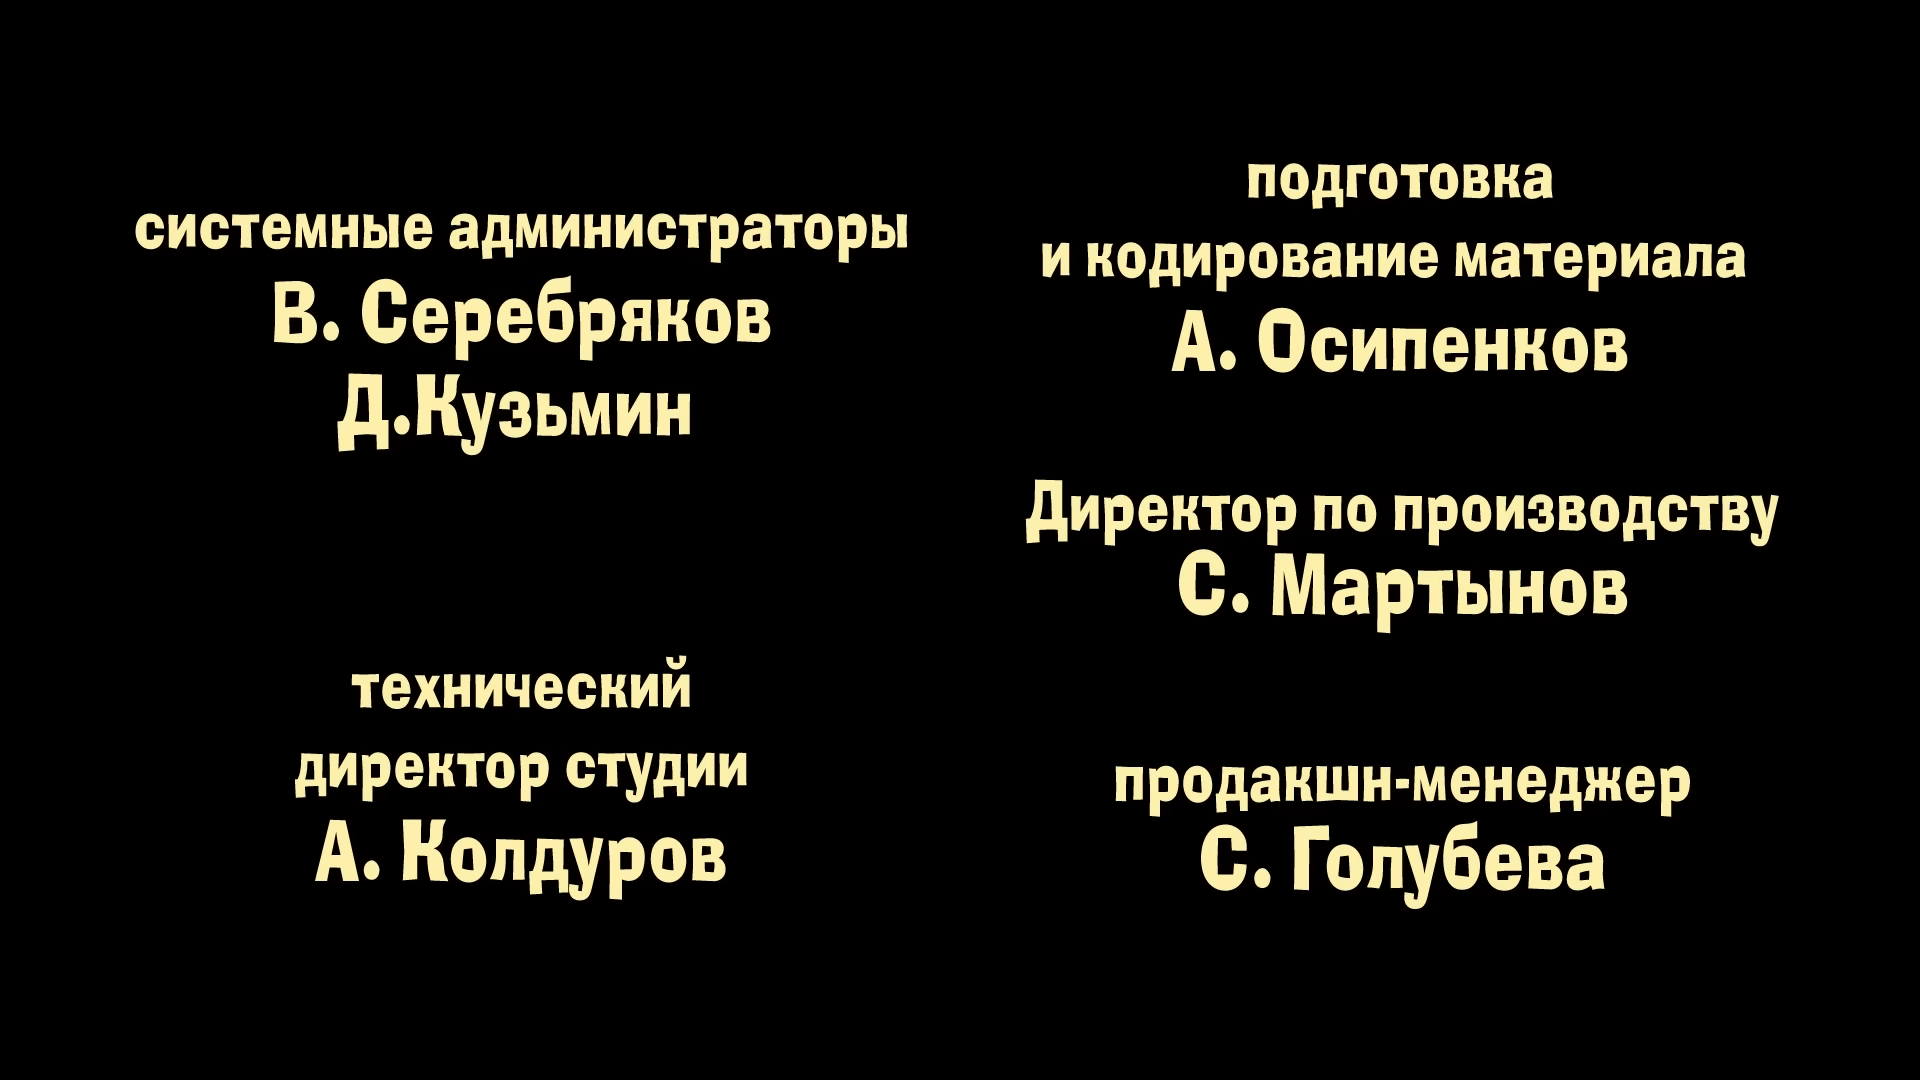 системные администраторы
В. Серебряков
Д.Кузьмин
технический
директор студии
А. Колдуров
подготовка
и кодирование материала
А. Осипенков
Директор по производству
С. Мартынов
продакшн-менеджер
С. Голубева